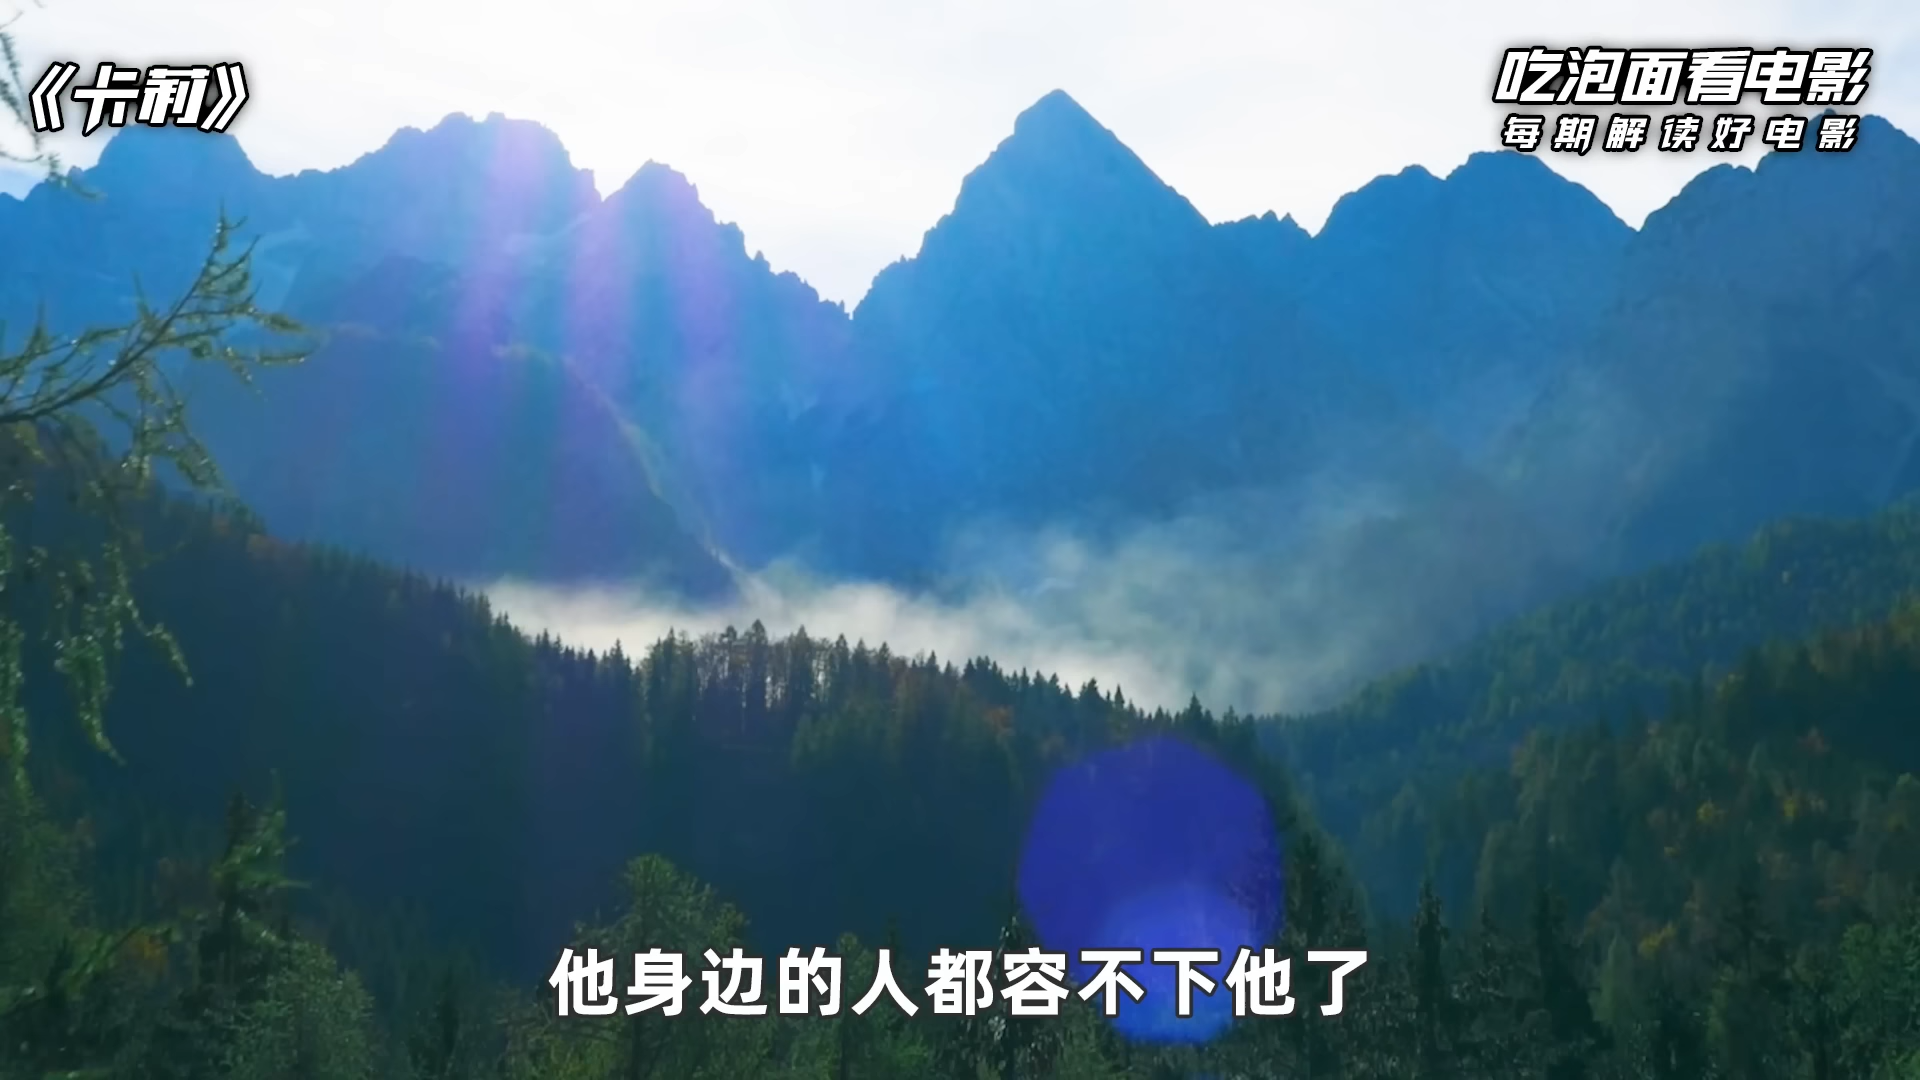 《卡莉》
吃泡面看电影
每期解读好电影
他身边的人都容不下他了